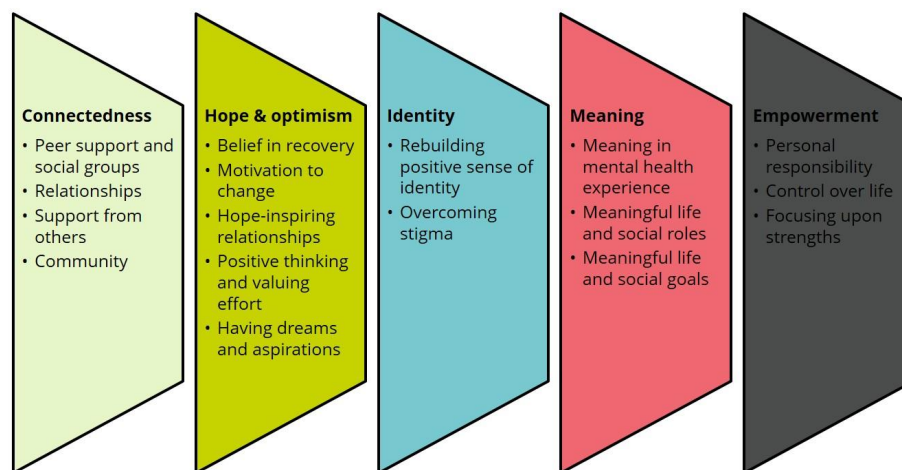 Connectedness
• Peer support and
social groups
• Relationships
• Support from
others
• Community
Hope & optimism
• Belief in recovery
• Motivation to
change
• Hope-inspiring
relationships
• Positive thinking
and valuing
effort
• Having dreams
and aspirations
Identity
• Rebuilding
positive sense of
identity
• Overcoming
stigma
Meaning
• Meaning in
mental health
experience
• Meaningful life
and social roles
• Meaningful life
and social goals
Empowerment
• Personal
responsibility
• Control over life
• Focusing upon
strengths